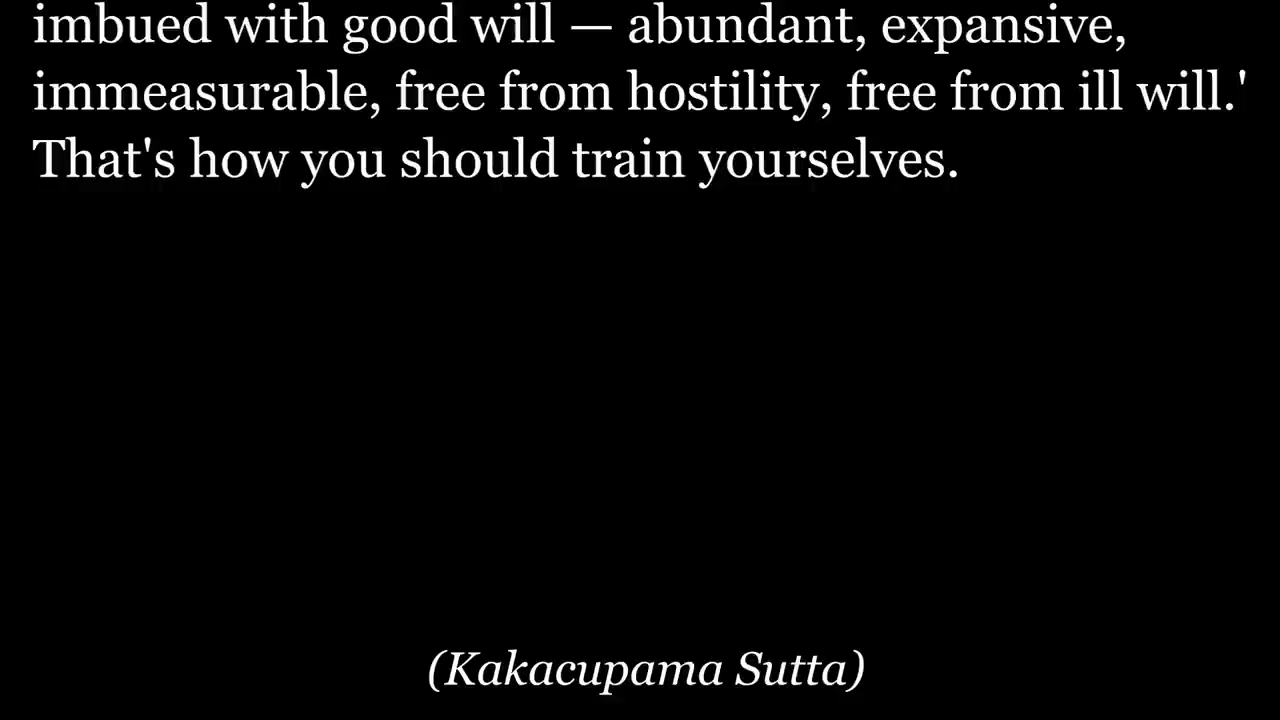 imbued with good will — abundant, expansive,
immeasurable, free from hostility, free from ill will.'
That's how you should train yourselves.
(Kakacupama Sutta)